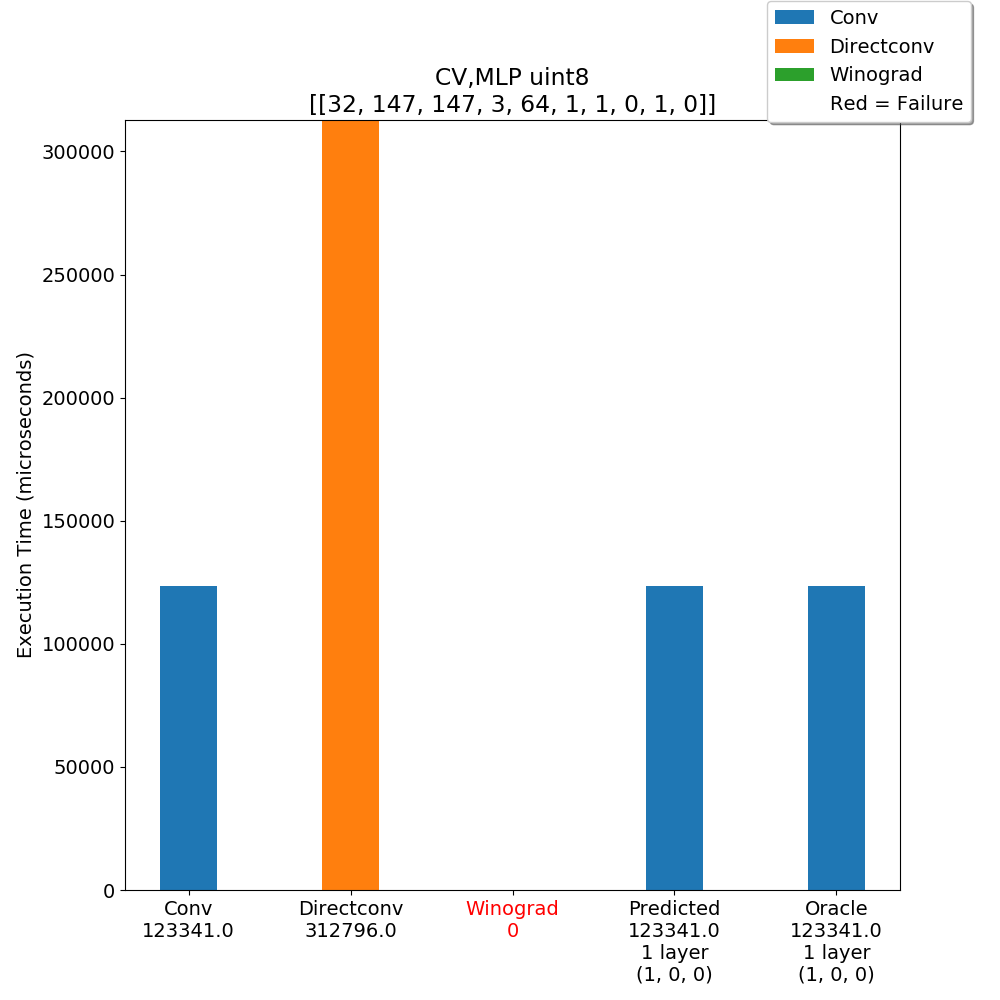 Conv
Directconv
Winograd
Red = Failure
CV,MLP uint8
[[32, 147, 147, 3, 64, 1, 1, 0, 1, 0]]
Execution Time (microseconds)
300000
250000
200000
150000
100000
50000
0
Conv
123341.0
Directconv
312796.0
Winograd
0
Predicted
123341.0
1 layer
(1, 0, 0)
Oracle
123341.0
1 layer
(1, 0, 0)